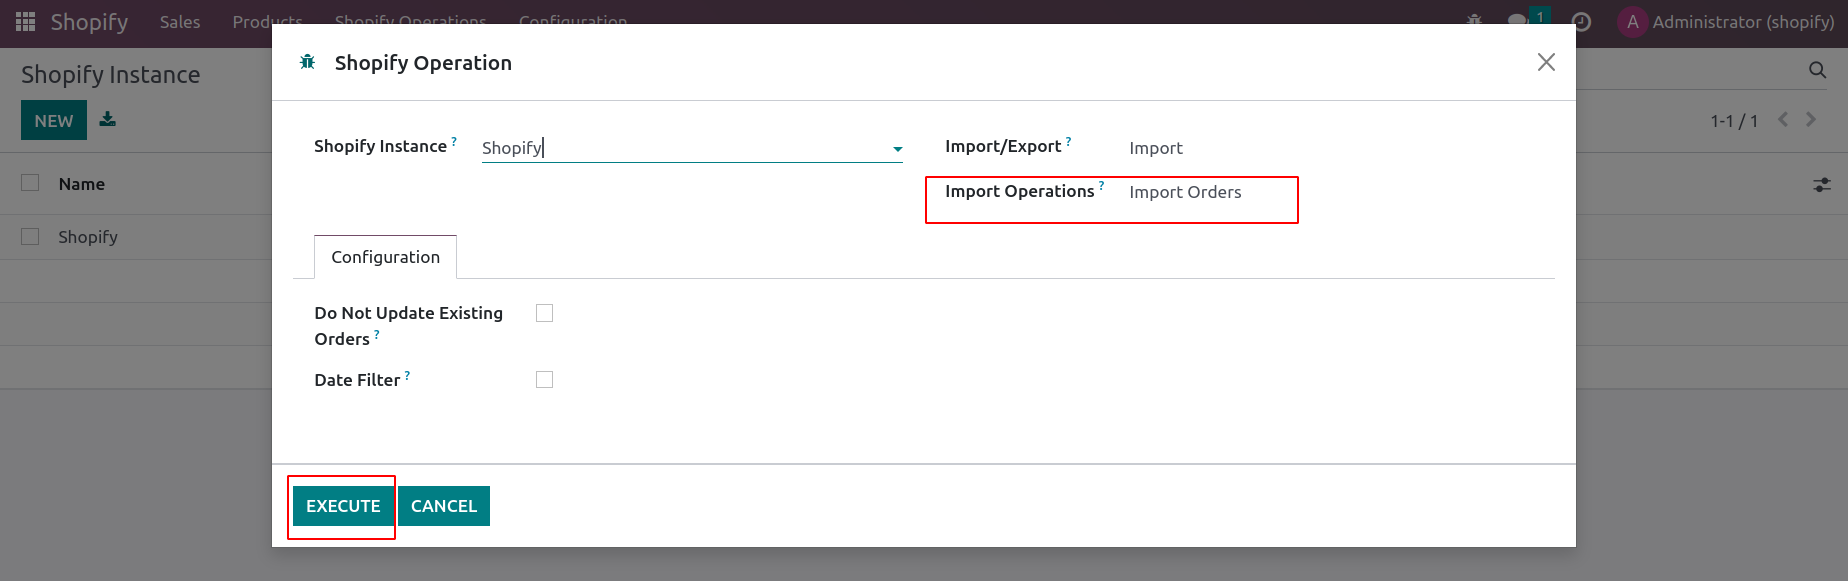 Shopify Sales Products Shopify Operations Configuration 1 A Administrator (shopify)
Shopify Instance
NEW
1-1 / 1
Name
Shopify
Shopify Operation
Shopify Instance ? Shopify
Import/Export ? Import
Import Operations ? Import Orders
Configuration
Do Not Update Existing
Orders ?
Date Filter ?
EXECUTE CANCEL